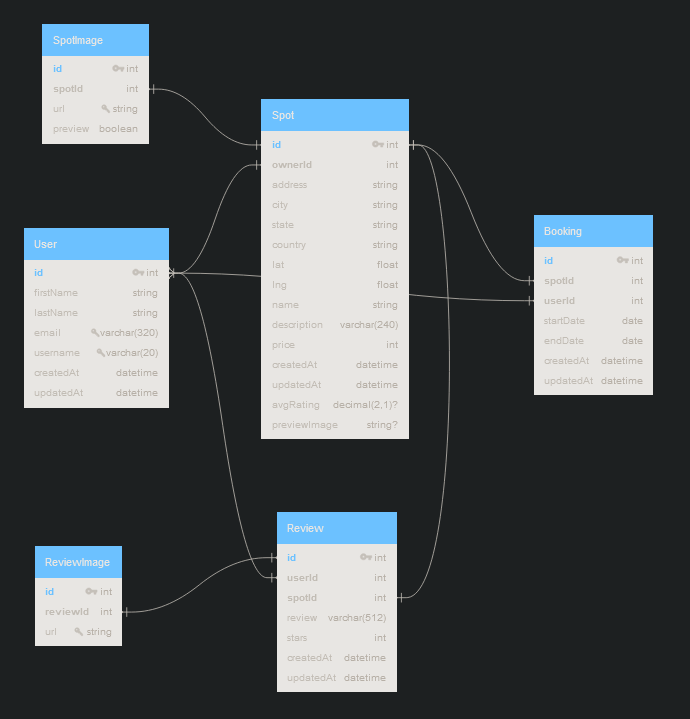 SpotImage
id int
spotId int
url string
preview boolean
Spot
id int
ownerId int
address string
city string
state string
country string
lat float
lng float
name string
description varchar(240)
price int
createdAt datetime
updatedAt datetime
avgRating decimal(2,1)?
previewImage string?
User
id int
firstName string
lastName string
email varchar(320)
username varchar(20)
createdAt datetime
updatedAt datetime
Booking
id int
spotId int
userId int
startDate date
endDate date
createdAt datetime
updatedAt datetime
Review
id int
userId int
spotId int
review varchar(512)
stars int
createdAt datetime
updatedAt datetime
ReviewImage
id int
reviewId int
url string